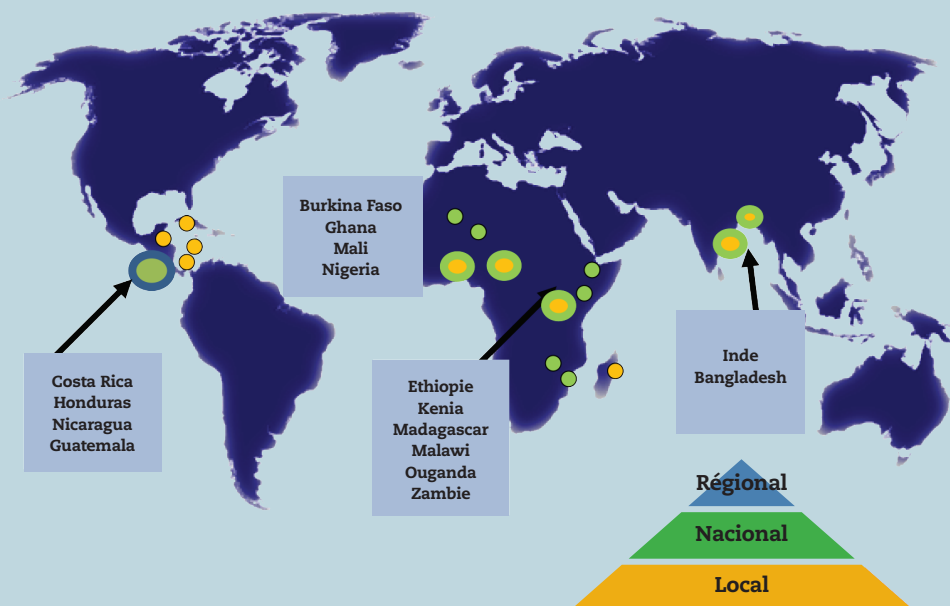 Burkina Faso
Ghana
Mali
Nigeria
Costa Rica
Honduras
Nicaragua
Guatemala
Ethiopie
Kenia
Madagascar
Malawi
Ouganda
Zambie
Inde
Bangladesh
Régional
Nacional
Local